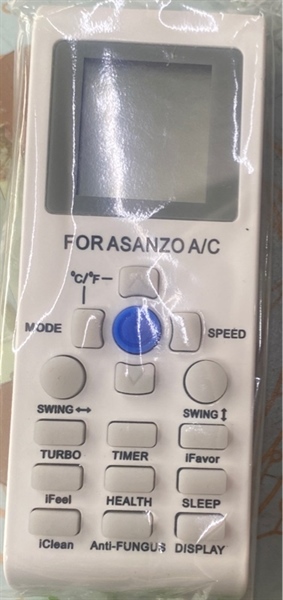 FOR ASANZO A/C
°C/°F
MODE
SPEED
SWING ↔
SWING ↕
TURBO
TIMER
iFavor
iFeel
HEALTH
SLEEP
iClean
Anti-FUNGUS
DISPLAY